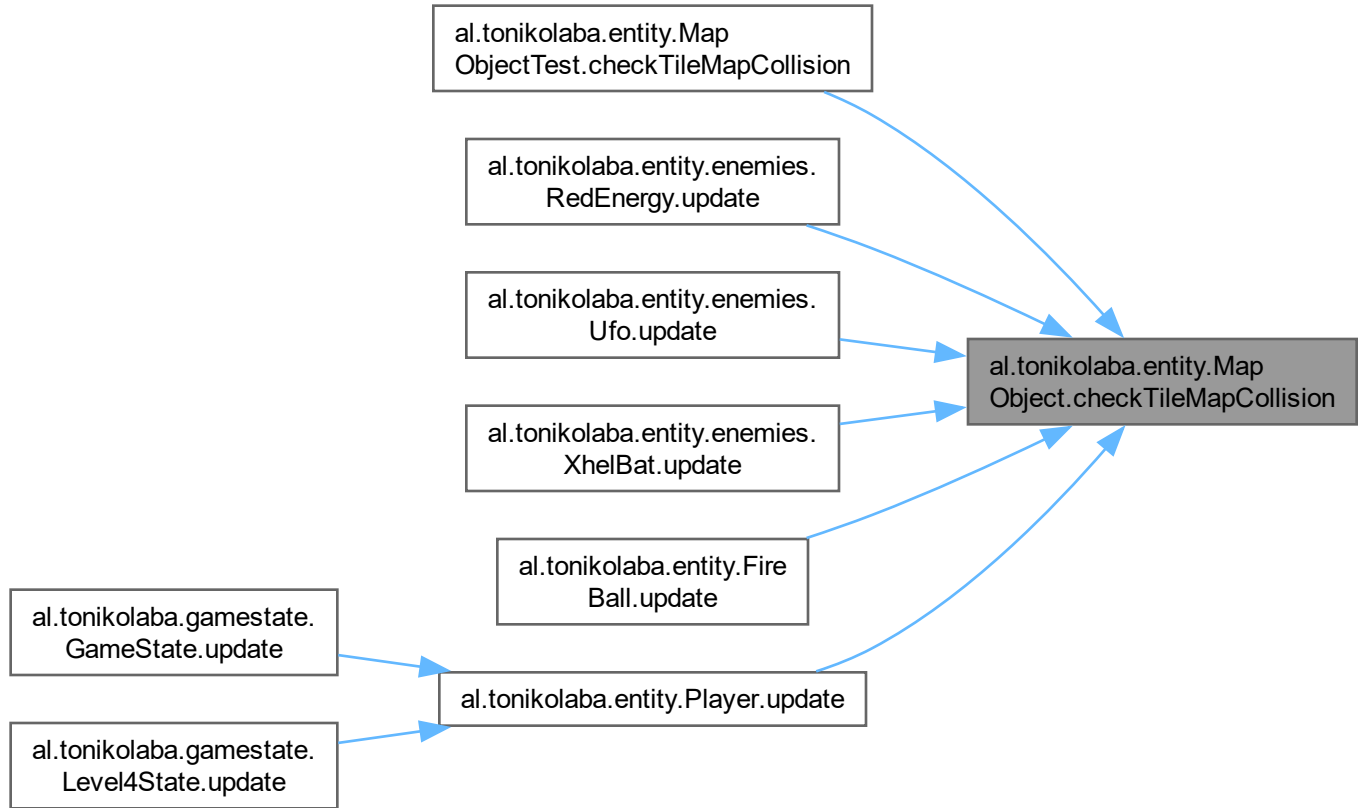 al.tonikolaba.entity.Map
ObjectTest.checkTileMapCollision
al.tonikolaba.entity.enemies.
RedEnergy.update
al.tonikolaba.entity.enemies.
Ufo.update
al.tonikolaba.entity.Map
Object.checkTileMapCollision
al.tonikolaba.entity.enemies.
XhelBat.update
al.tonikolaba.entity.Fire
Ball.update
al.tonikolaba.gamestate.
GameState.update
al.tonikolaba.entity.Player.update
al.tonikolaba.gamestate.
Level4State.update